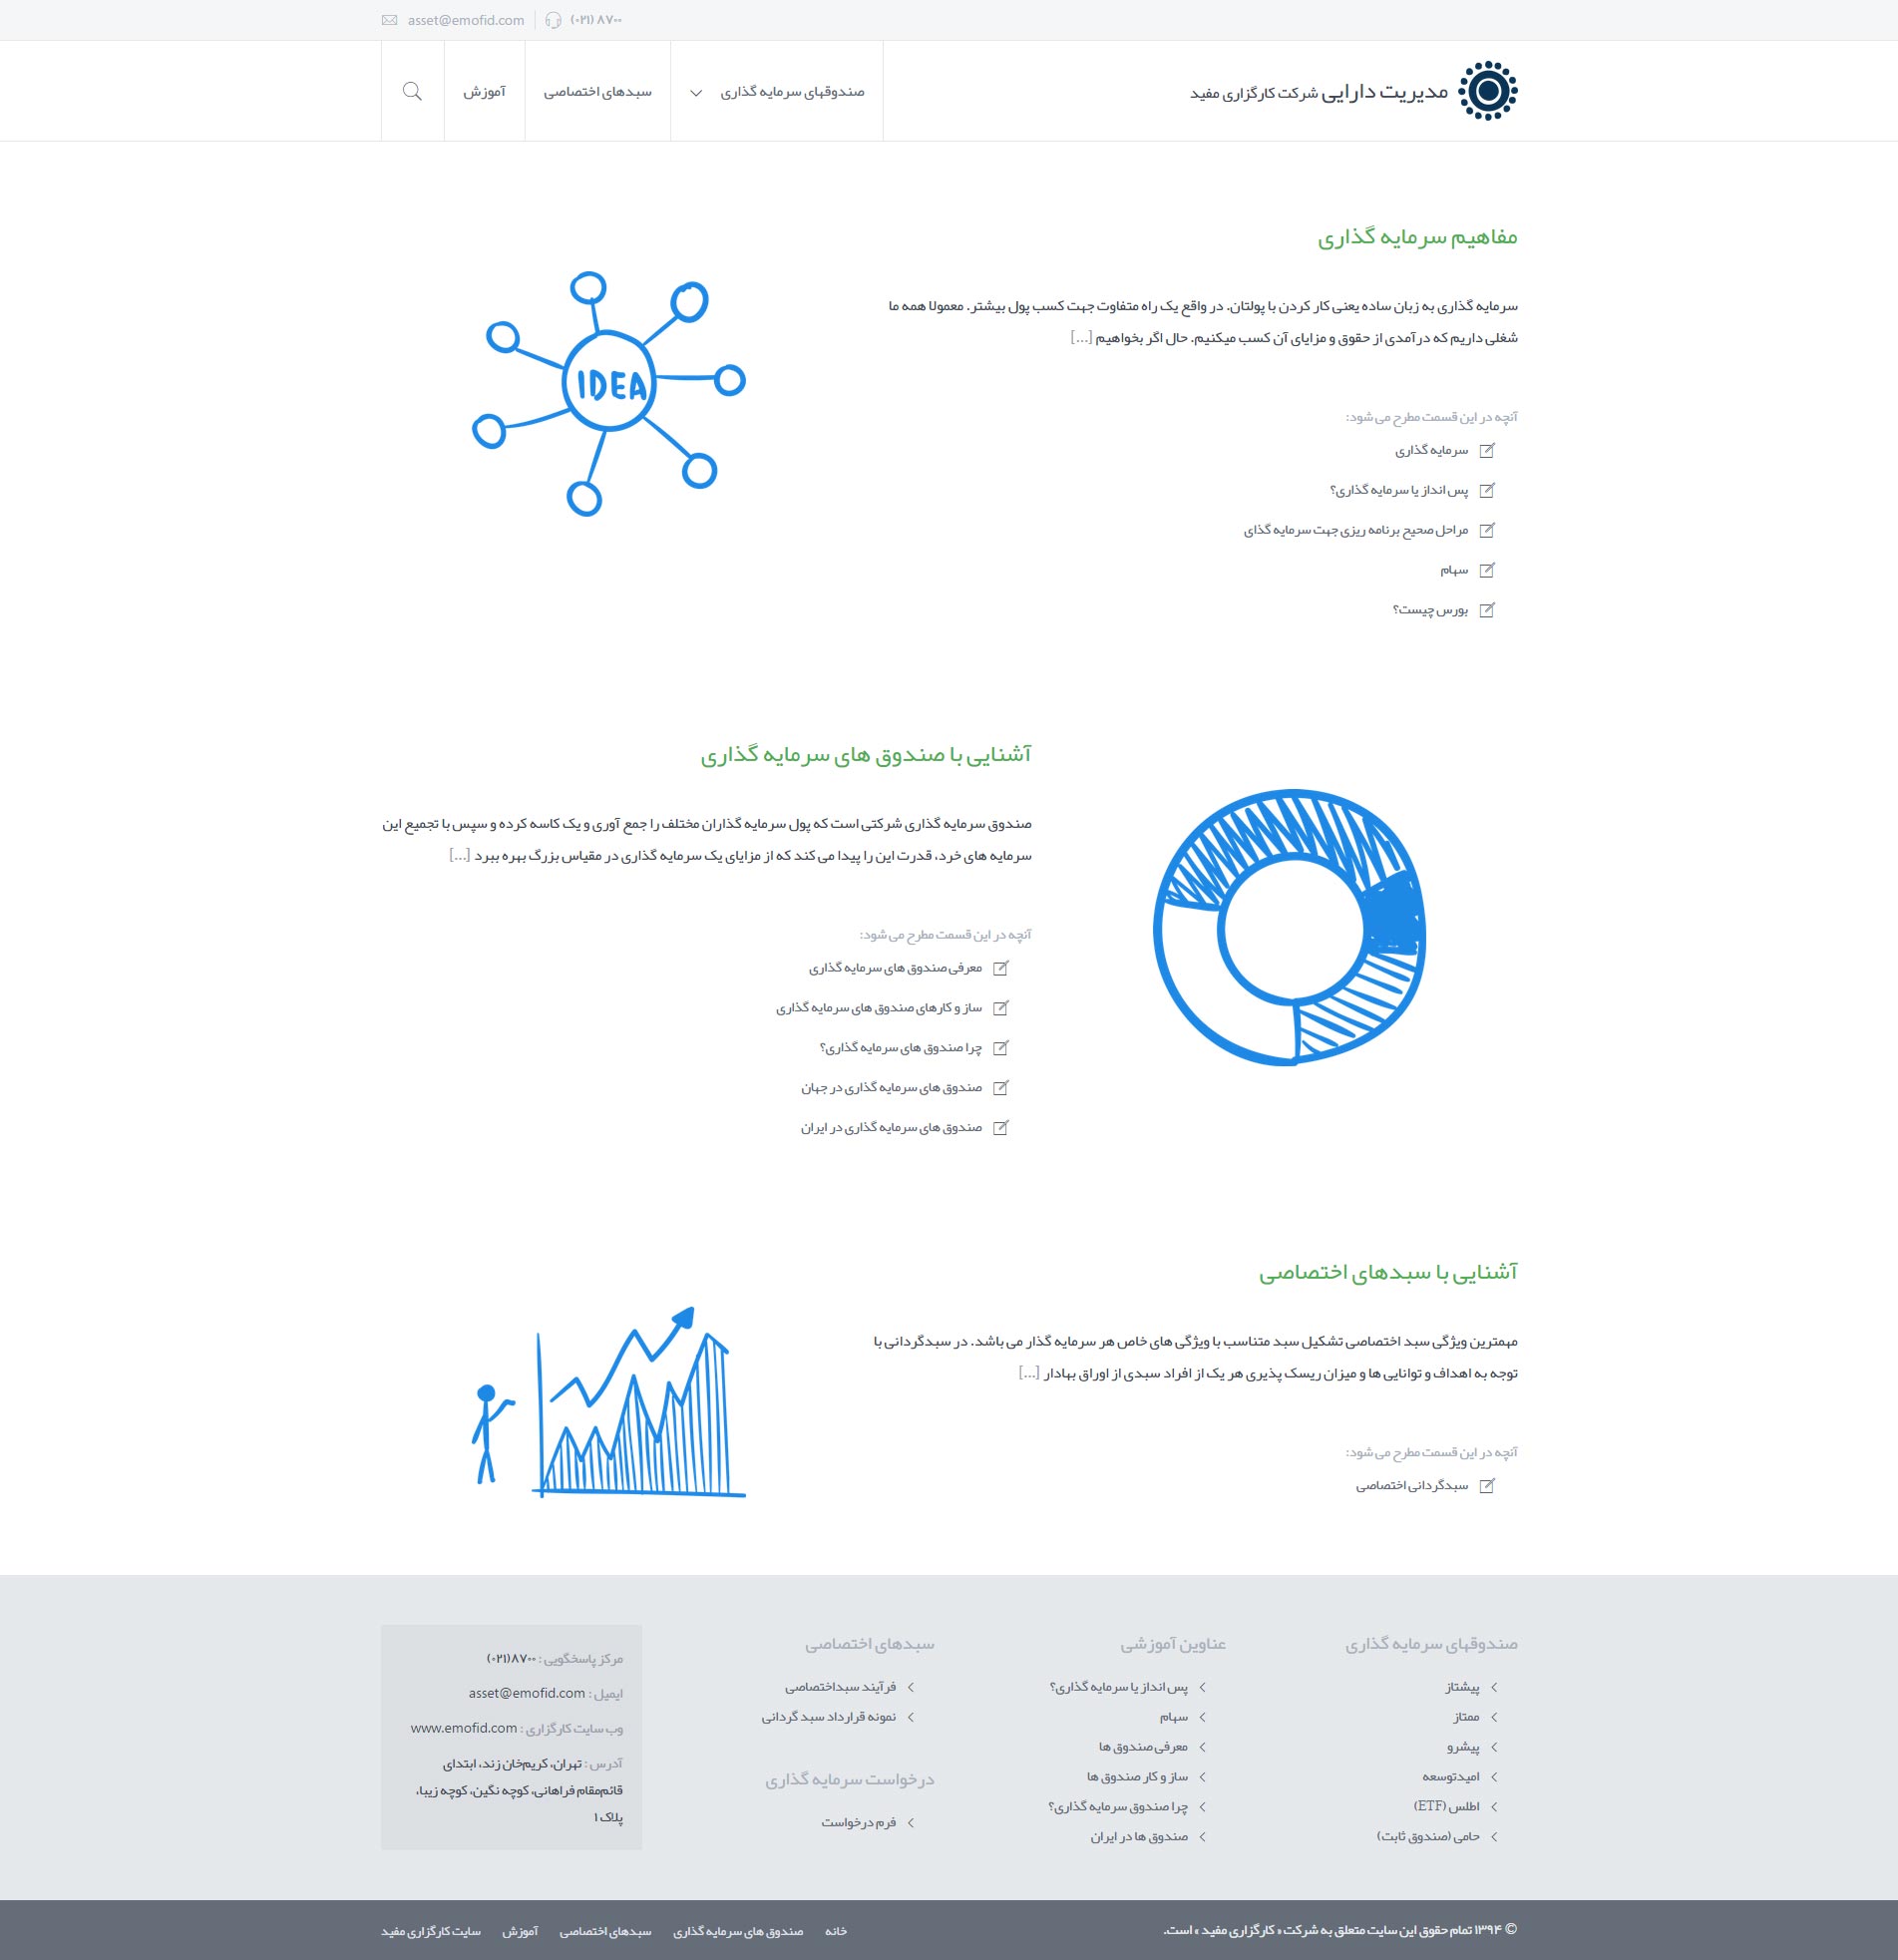 asset@emofid.com
(۰۲۱) ۸۷۰۰
مدیریت دارایی شرکت کارگزاری مفید
صندوقهای سرمایه گذاری
سبدهای اختصاصی
آموزش
مفاهیم سرمایه گذاری
سرمایه گذاری به زبان ساده یعنی کار کردن با پولتان. در واقع یک راه متفاوت جهت کسب پول بیشتر. معمولا همه ما
شغلی داریم که درآمدی از حقوق و مزایای آن کسب میکنیم. حال اگر بخواهیم [...]
IDEA
آنچه در این قسمت مطرح می شود:
سرمایه گذاری
پس انداز یا سرمایه گذاری؟
مراحل صحیح برنامه ریزی جهت سرمایه گذای
سهام
بورس چیست؟
آشنایی با صندوق های سرمایه گذاری
صندوق سرمایه گذاری شرکتی است که پول سرمایه گذاران مختلف را جمع آوری و یک کاسه کرده و سپس با تجمیع این
سرمایه های خرد، قدرت این را پیدا می کند که از مزایای یک سرمایه گذاری در مقیاس بزرگ بهره ببرد [...]
آنچه در این قسمت مطرح می شود:
معرفی صندوق های سرمایه گذاری
ساز و کارهای صندوق های سرمایه گذاری
چرا صندوق های سرمایه گذاری؟
صندوق های سرمایه گذاری در جهان
صندوق های سرمایه گذاری در ایران
آشنایی با سبدهای اختصاصی
مهمترین ویژگی سبد اختصاصی تشکیل سبد متناسب با ویژگی های خاص هر سرمایه گذار می باشد. در سبدگردانی با
توجه به اهداف و توانایی ها و میزان ریسک پذیری هر یک از افراد سبدی از اوراق بهادار [...]
آنچه در این قسمت مطرح می شود:
سبدگردانی اختصاصی
صندوقهای سرمایه گذاری
پیشتاز
ممتاز
پیشرو
امیدتوسعه
اطلس (ETF)
حامی (صندوق ثابت)
عناوین آموزشی
پس انداز یا سرمایه گذاری؟
سهام
معرفی صندوق ها
ساز و کار صندوق ها
چرا صندوق سرمایه گذاری؟
صندوق ها در ایران
سبدهای اختصاصی
فرآیند سبداختصاصی
نمونه قرارداد سبد گردانی
درخواست سرمایه گذاری
فرم درخواست
مرکز پاسخگویی : ۸۷۰۰(۰۲۱)
ایمیل : asset@emofid.com
وب سایت کارگزاری : www.emofid.com
آدرس : تهران، کریم‌خان زند، ابتدای
قائم‌مقام فراهانی، کوچه نگین، کوچه زیبا،
پلاک ۱
© ۱۳۹۴ تمام حقوق این سایت متعلق به شرکت « کارگزاری مفید » است.
خانه
صندوق های سرمایه گذاری
سبدهای اختصاصی
آموزش
سایت کارگزاری مفید